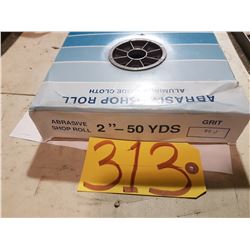 ABRASIVE SHOP ROLL
ALUMINUM OXIDE CLOTH
ABRASIVE
SHOP ROLL
2"-50 YDS
GRIT
313